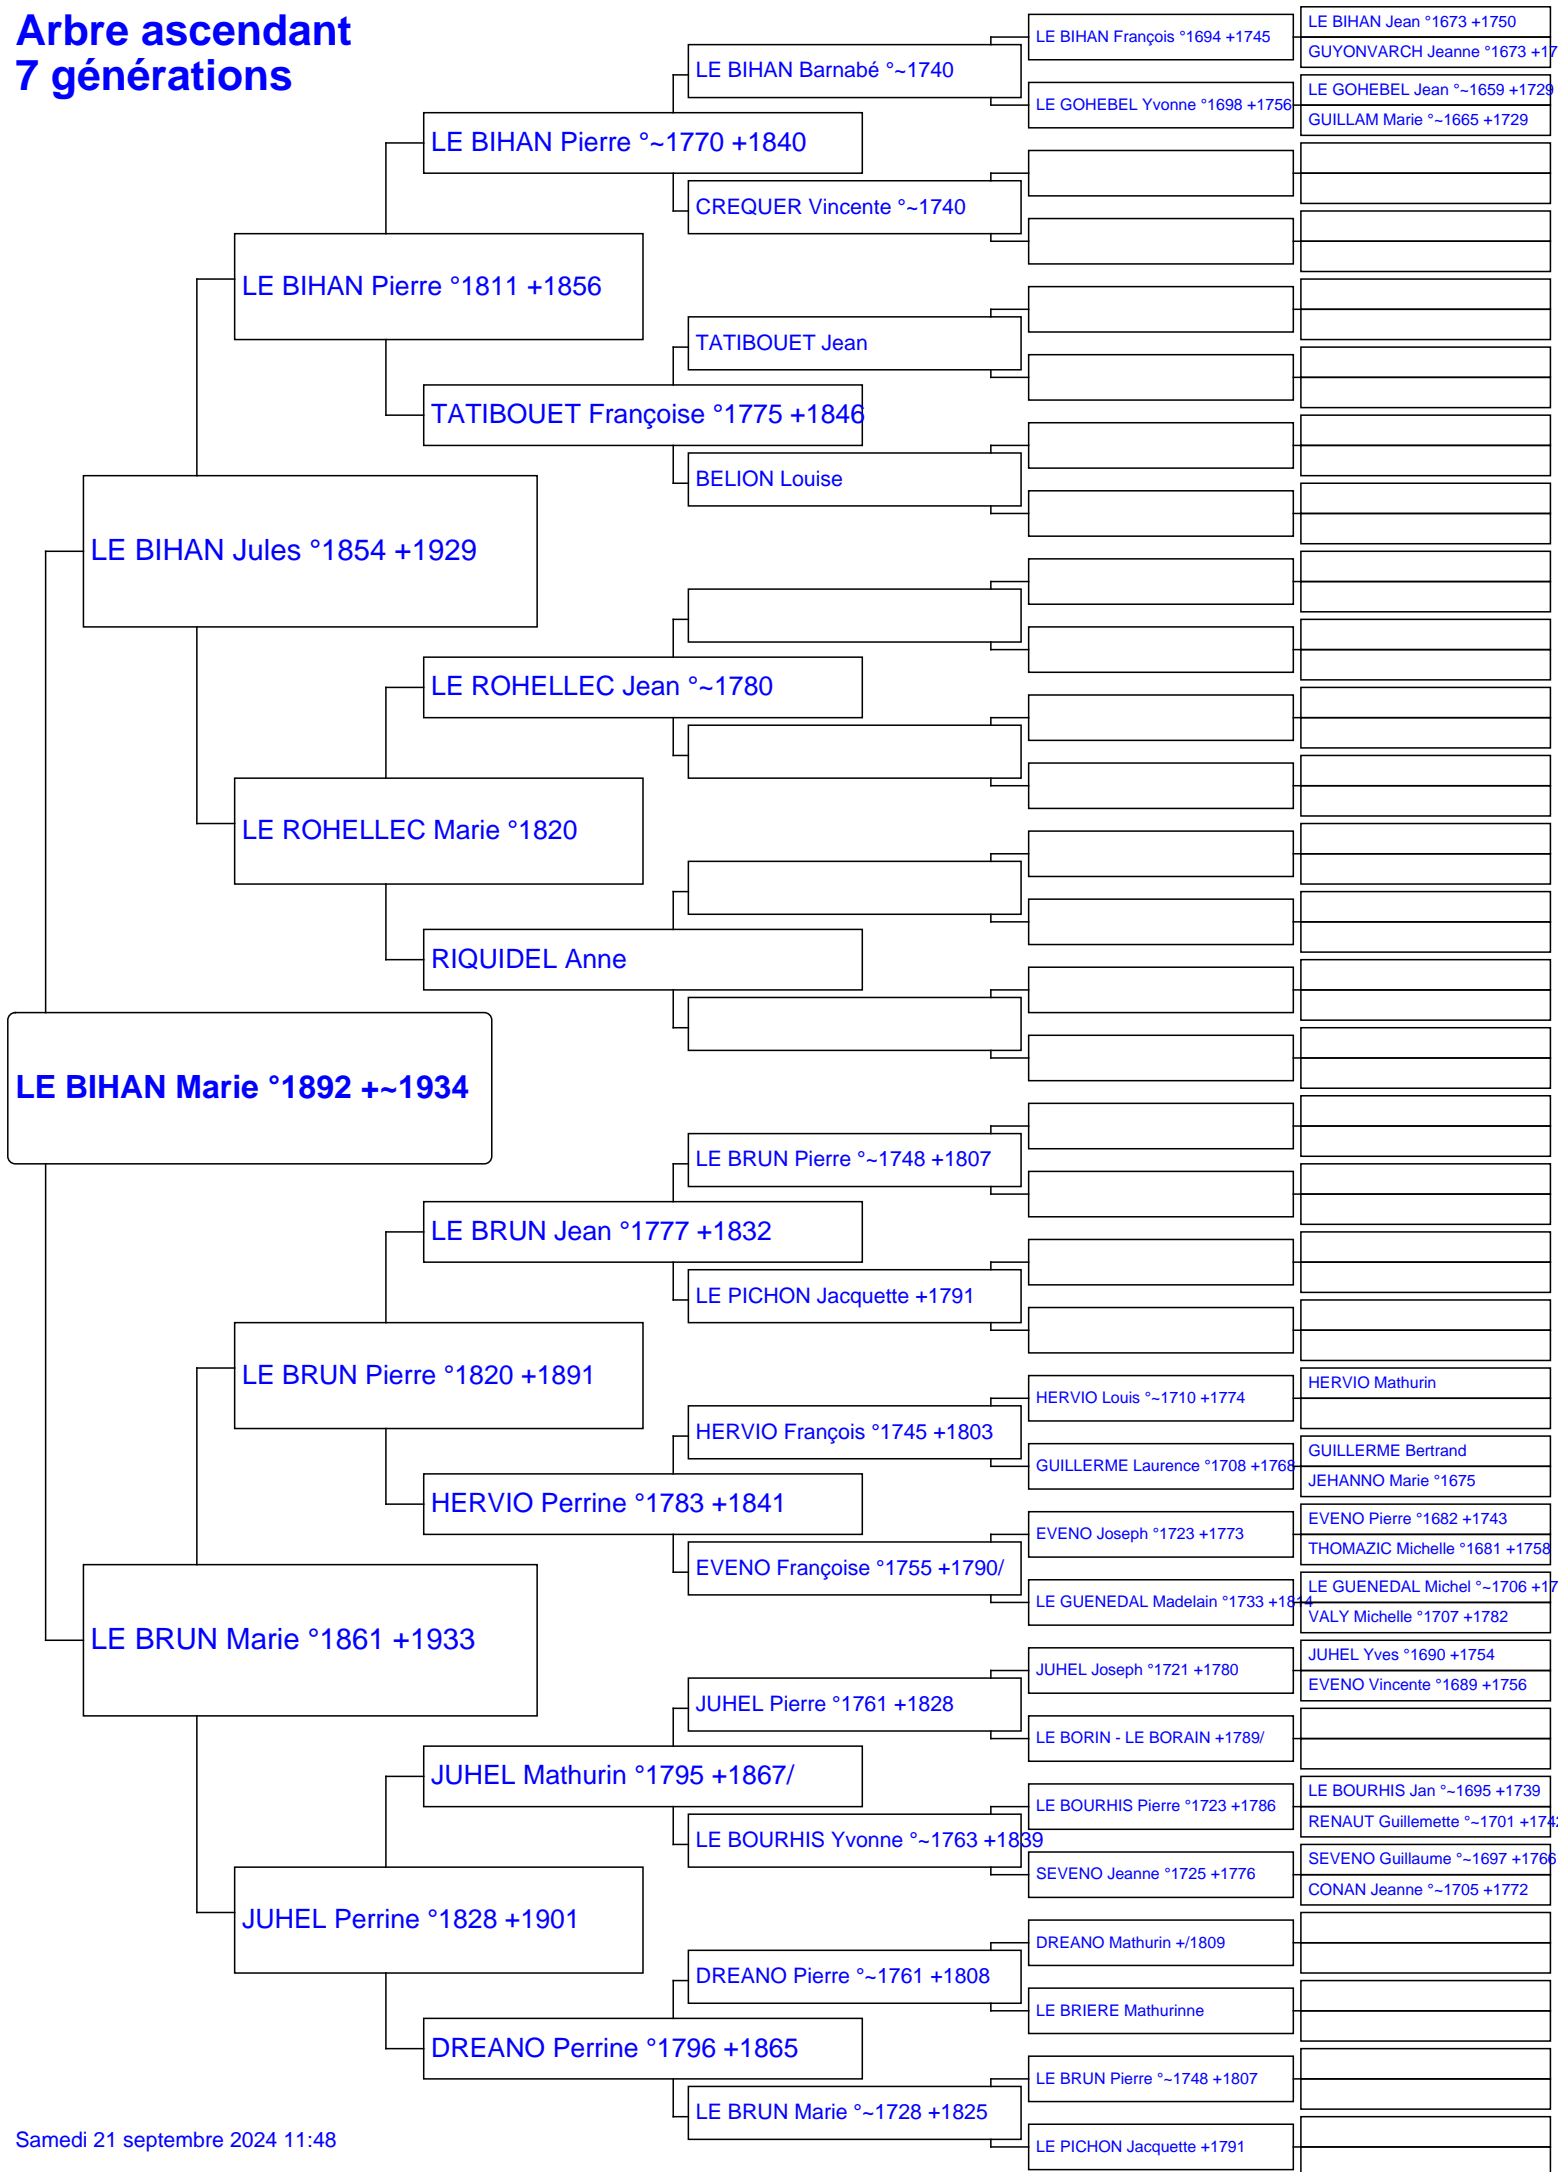 Arbre ascendant
7 générations
LE BIHAN Marie °1892 +~1934
LE BIHAN Jules °1854 +1929
LE BRUN Marie °1861 +1933
LE BIHAN Pierre °1811 +1856
LE ROHELLEC Marie °1820
LE BRUN Pierre °1820 +1891
JUHEL Perrine °1828 +1901
LE BIHAN Pierre °~1770 +1840
TATIBOUET Françoise °1775 +1846
LE ROHELLEC Jean °~1780
RIQUIDEL Anne
LE BRUN Jean °1777 +1832
HERVIO Perrine °1783 +1841
JUHEL Mathurin °1795 +1867/
DREANO Perrine °1796 +1865
LE BIHAN Barnabé °~1740
CREQUER Vincente °~1740
TATIBOUET Jean
BELION Louise
LE BRUN Pierre °~1748 +1807
LE PICHON Jacquette +1791
HERVIO François °1745 +1803
EVENO Françoise °1755 +1790/
JUHEL Pierre °1761 +1828
LE BOURHIS Yvonne °~1763 +1839
DREANO Pierre °~1761 +1808
LE BRUN Marie °~1728 +1825
LE BIHAN François °1694 +1745
LE GOHEBEL Yvonne °1698 +1756
HERVIO Louis °~1710 +1774
GUILLERME Laurence °1708 +1768
EVENO Joseph °1723 +1773
LE GUENEDAL Madelain °1733 +1814
JUHEL Joseph °1721 +1780
LE BORIN - LE BORAIN +1789/
LE BOURHIS Pierre °1723 +1786
SEVENO Jeanne °1725 +1776
DREANO Mathurin +/1809
LE BRIERE Mathurinne
LE BRUN Pierre °~1748 +1807
LE PICHON Jacquette +1791
LE BIHAN Jean °1673 +1750
GUYONVARCH Jeanne °1673 +17
LE GOHEBEL Jean °~1659 +1729
GUILLAM Marie °~1665 +1729
HERVIO Mathurin
GUILLERME Bertrand
JEHANNO Marie °1675
EVENO Pierre °1682 +1743
THOMAZIC Michelle °1681 +1758
LE GUENEDAL Michel °~1706 +17
VALY Michelle °1707 +1782
JUHEL Yves °1690 +1754
EVENO Vincente °1689 +1756
LE BOURHIS Jan °~1695 +1739
RENAUT Guillemette °~1701 +1742
SEVENO Guillaume °~1697 +1766
CONAN Jeanne °~1705 +1772
Samedi 21 septembre 2024 11:48